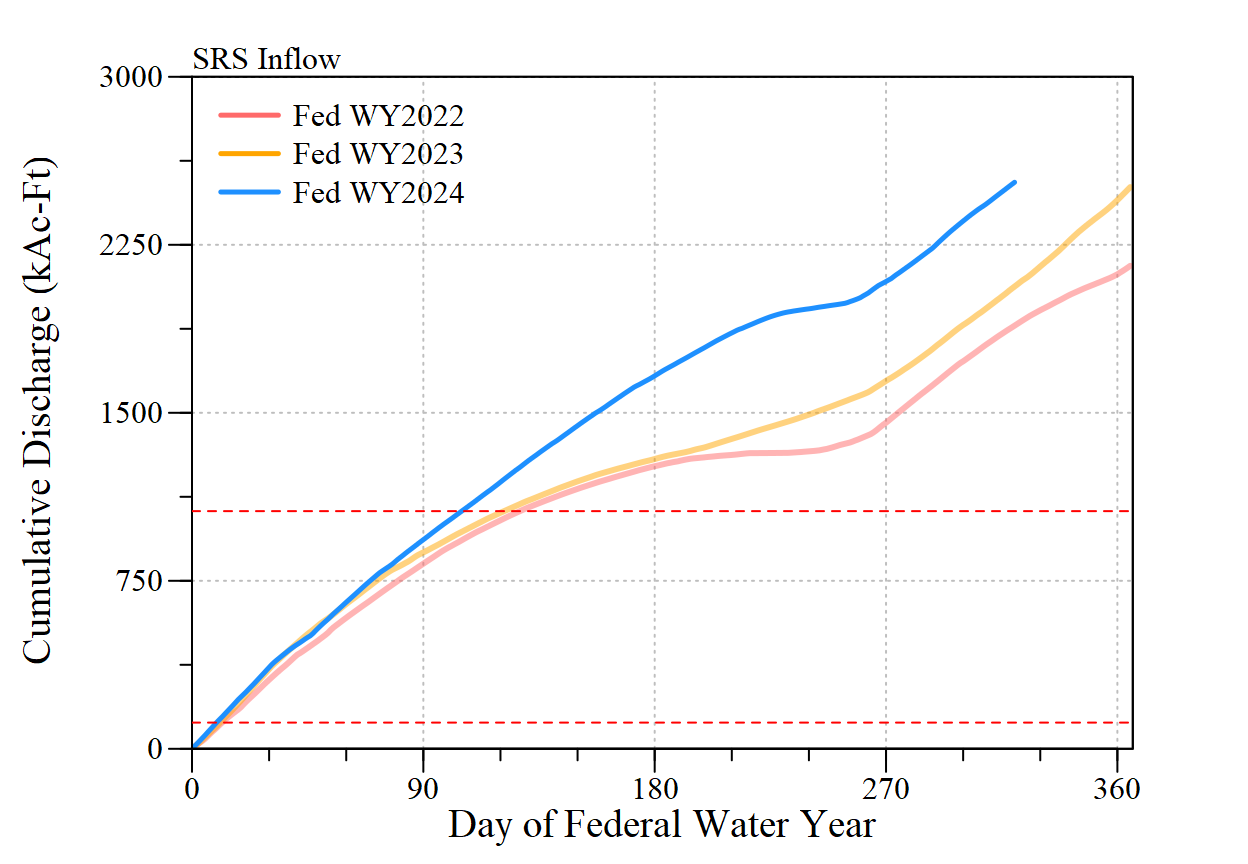 SRS Inflow
3000
2250
1500
750
0
Cumulative Discharge (kAc-Ft)
Fed WY2022
Fed WY2023
Fed WY2024
0 90 180 270 360
Day of Federal Water Year